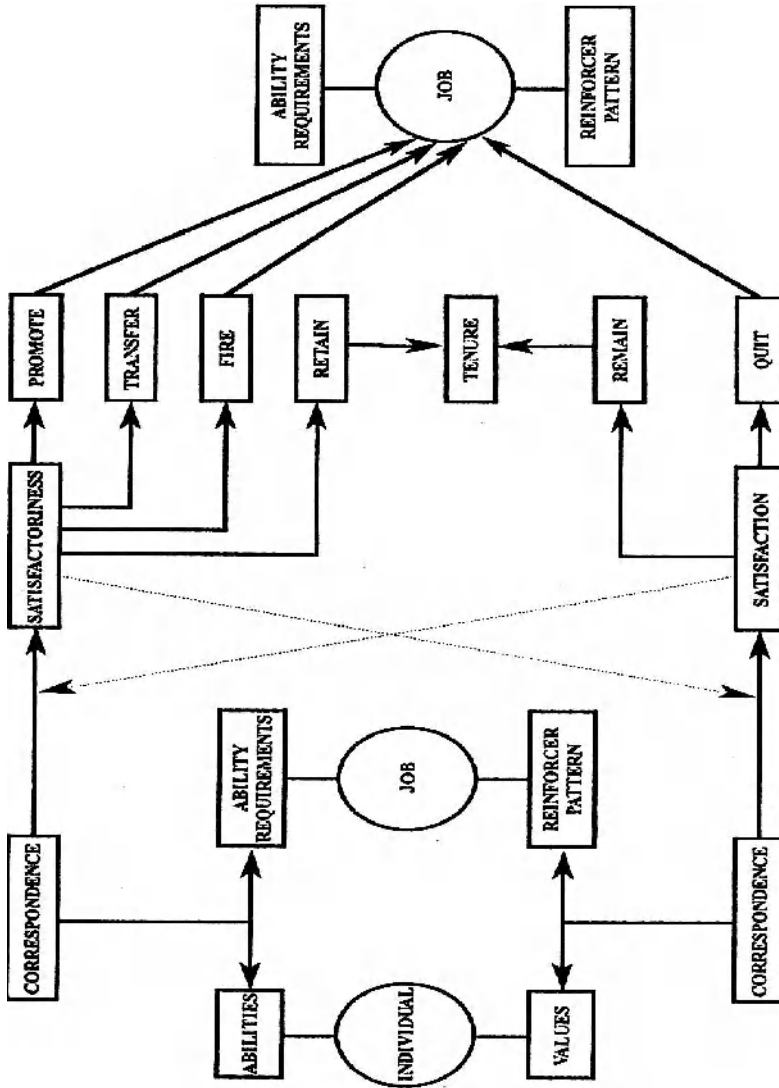 CORRESPONDENCE
SATISFACTORINESS
PROMOTE
TRANSFER
FIRE
RETAIN
ABILITIES
ABILITY
REQUIREMENTS
INDIVIDUAL
JOB
VALUES
REINFORCER
PATTERN
TENURE
REMAIN
ABILITY
REQUIREMENTS
JOB
REINFORCER
PATTERN
CORRESPONDENCE
SATISFACTION
QUIT